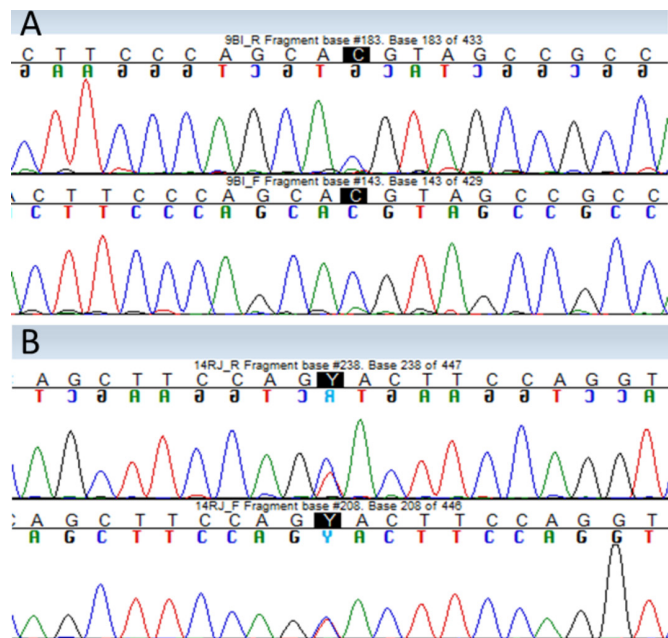 A
9BI_R Fragment base #183. Base 183 of 433
C T T C C C A G C A C G T A G C C G C C
G A A G G G T C G T G C A T C G G C G G
9BI_F Fragment base #143. Base 143 of 429
A C T T C C C A G C A C G T A G C C G C C
C T T C C C A G C A C G T A G C C G C C
B
14RJ_R Fragment base #238. Base 238 of 447
A G C T T C C A G Y A C T T C C A G G T
T C G A A G G T C R T G A A G G T C C A
14RJ_F Fragment base #208. Base 208 of 446
C A G C T T C C A G Y A C T T C C A G G T
A G C T T C C A G Y A C T T C C A G G T